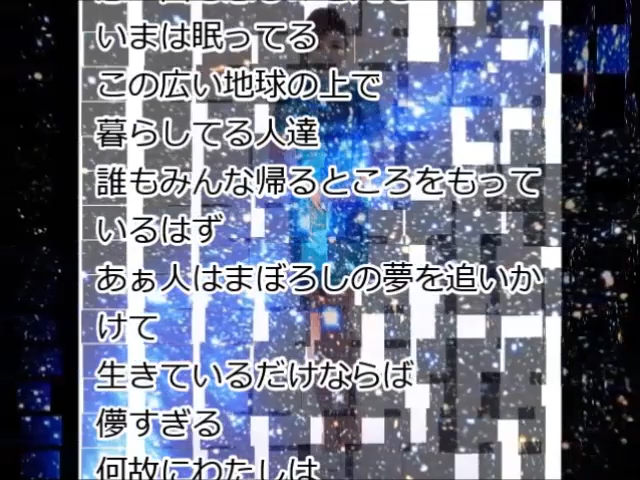 いまは眠ってる
この広い地球の上で
暮らしてる人達
誰もみんな帰るところをもって
いるはず
あぁ人はまぼろしの夢を追いか
けて
生きているだけならば
儚すぎる
何故にわたしは